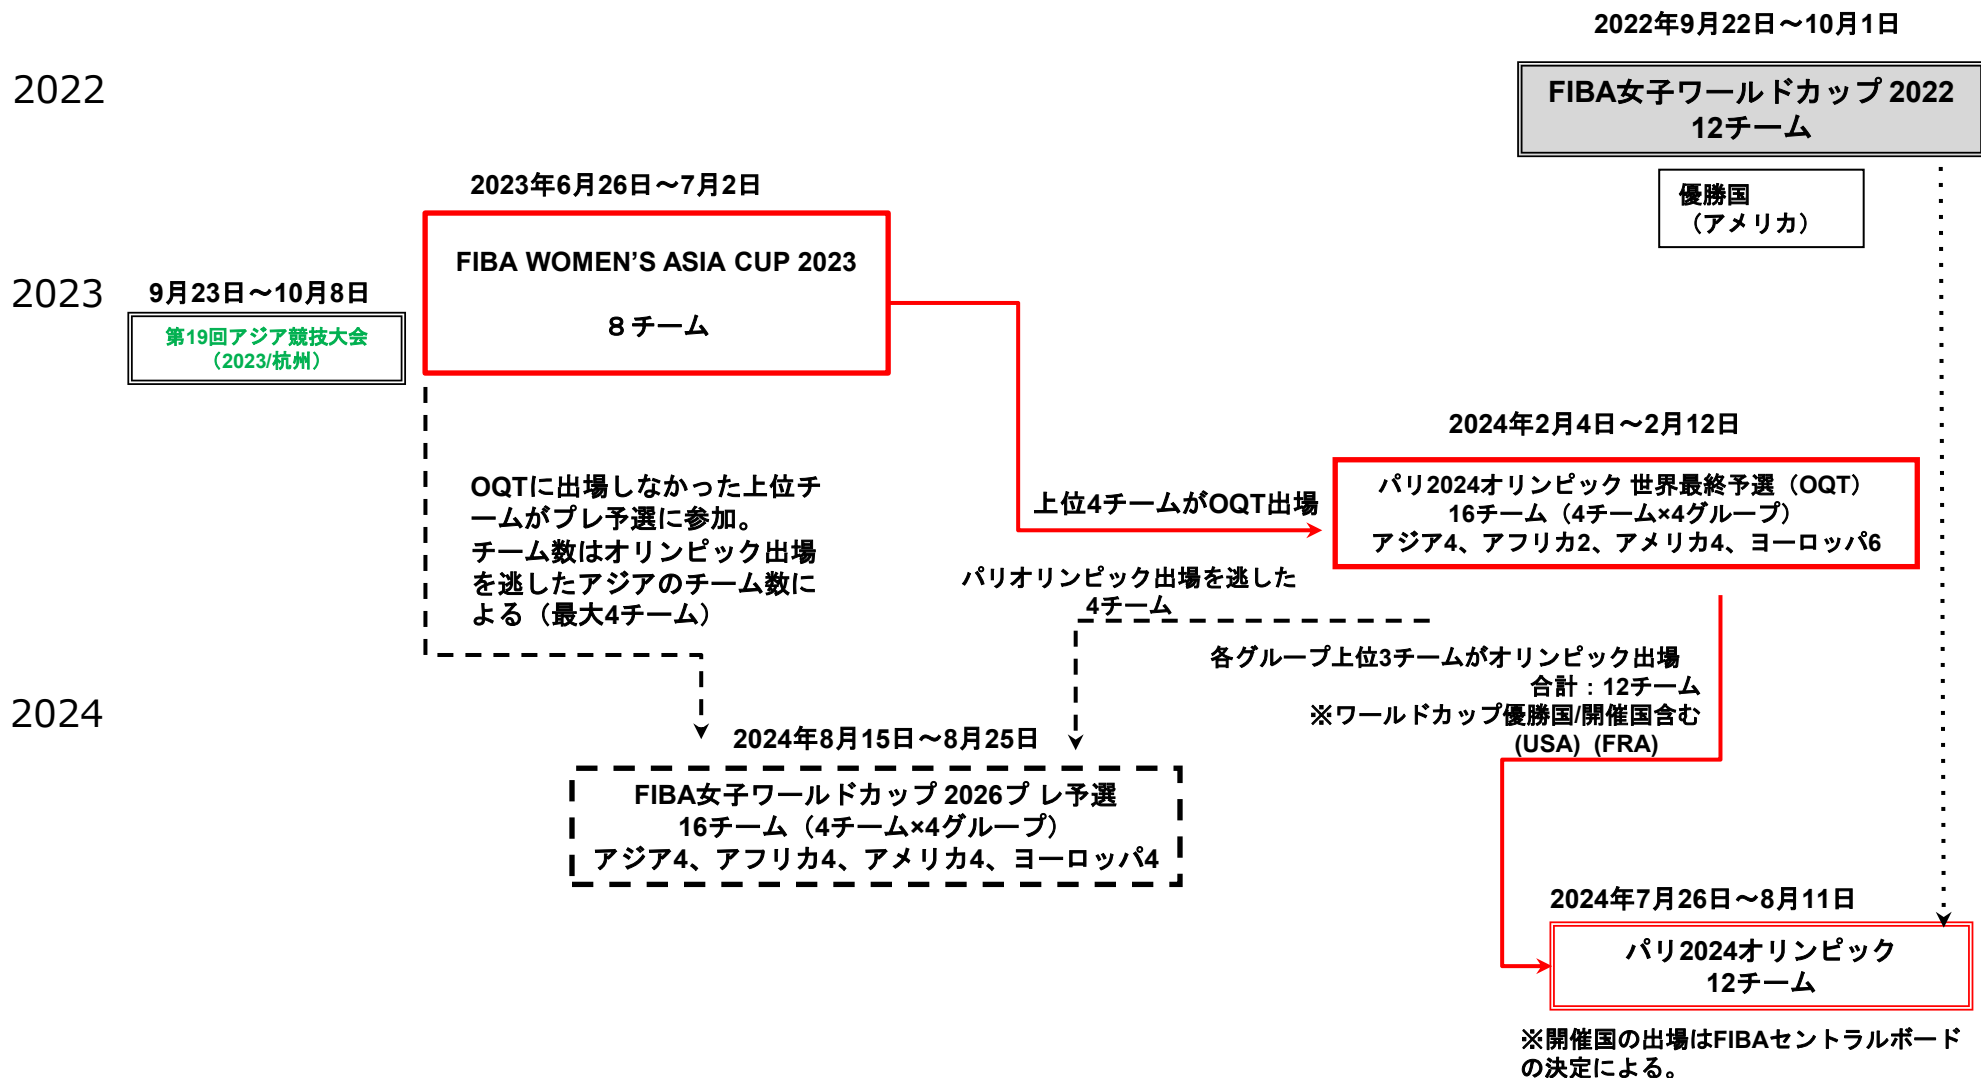 2022年9月22日～10月1日
2022
FIBA女子ワールドカップ 2022
12チーム
優勝国
（アメリカ）
2023年6月26日～7月2日
FIBA WOMEN’S ASIA CUP 2023
８チーム
2023
9月23日～10月8日
第19回アジア競技大会
（2023/杭州）
2024年2月4日～2月12日
パリ2024オリンピック 世界最終予選（OQT）
16チーム（4チーム×4グループ）
アジア4、アフリカ2、アメリカ4、ヨーロッパ6
上位4チームがOQT出場
OQTに出場しなかった上位チ
ームがプレ予選に参加。
チーム数はオリンピック出場
を逃したアジアのチーム数に
よる（最大4チーム）
パリオリンピック出場を逃した
4チーム
各グループ上位3チームがオリンピック出場
合計：12チーム
※ワールドカップ優勝国/開催国含む
(USA) (FRA)
2024
2024年8月15日～8月25日
FIBA女子ワールドカップ 2026プ レ予選
16チーム（4チーム×4グループ）
アジア4、アフリカ4、アメリカ4、ヨーロッパ4
2024年7月26日～8月11日
パリ2024オリンピック
12チーム
※開催国の出場はFIBAセントラルボード
の決定による。